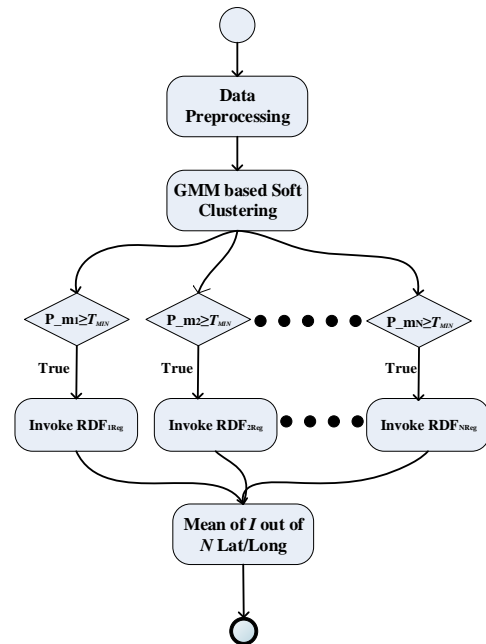 Data
Preprocessing
GMM based Soft
Clustering
P_m1≥TMIN
P_m2≥TMIN
P_mN≥TMIN
True
True
True
Invoke RDF1Reg
Invoke RDF2Reg
Invoke RDFNReg
Mean of I out of
N Lat/Long